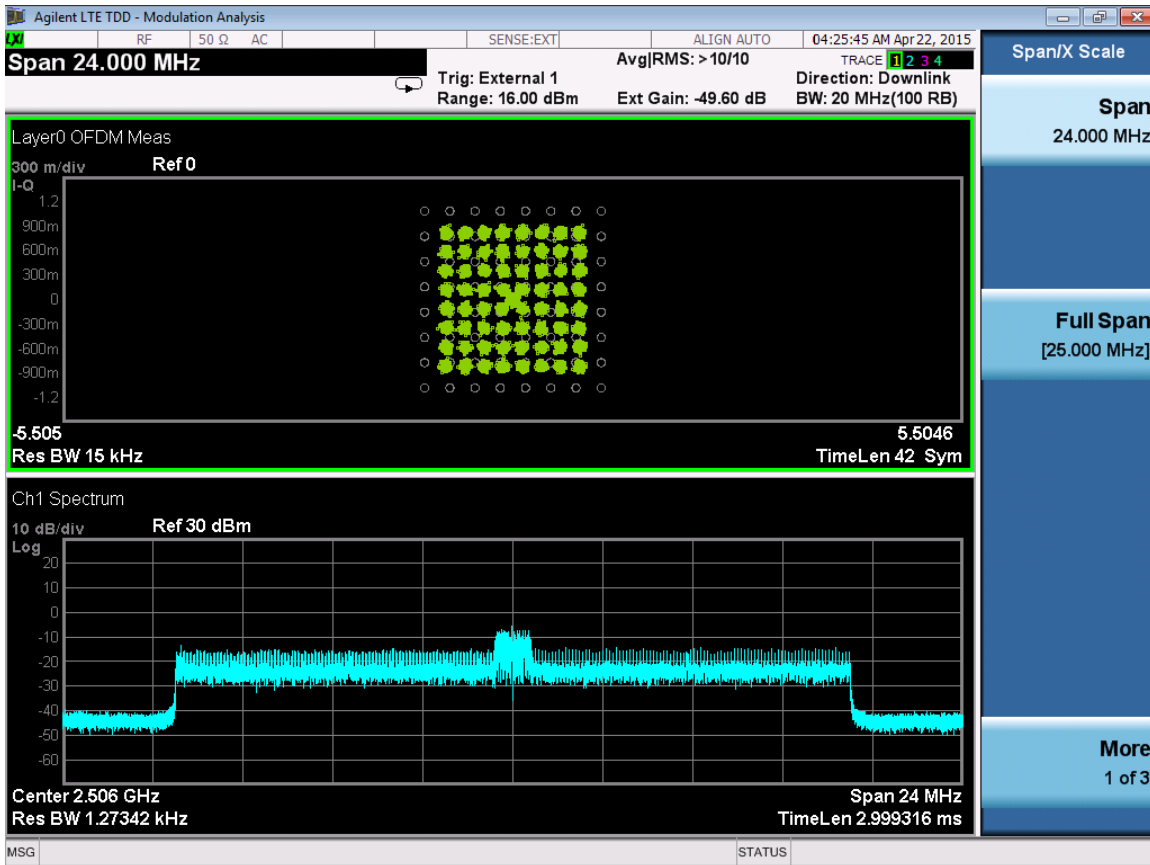 Agilent LTE TDD - Modulation Analysis
LXI RF 50 Ω AC SENSE:EXT ALIGN AUTO 04:25:45 AM Apr 22, 2015
Span 24.000 MHz
Trig: External 1
Range: 16.00 dBm
Avg|RMS: >10/10
Ext Gain: -49.60 dB
TRACE 1 2 3 4
Direction: Downlink
BW: 20 MHz(100 RB)
Layer0 OFDM Meas
300 m/div Ref 0
I-Q
1.2
900m
600m
300m
0
-300m
-600m
-900m
-1.2
-5.505 5.5046
Res BW 15 kHz TimeLen 42 Sym
Ch1 Spectrum
10 dB/div Ref 30 dBm
Log
20
10
0
-10
-20
-30
-40
-50
-60
Center 2.506 GHz Span 24 MHz
Res BW 1.27342 kHz TimeLen 2.999316 ms
MSG STATUS
Span/X Scale
Span
24.000 MHz
Full Span
[25.000 MHz]
More
1 of 3